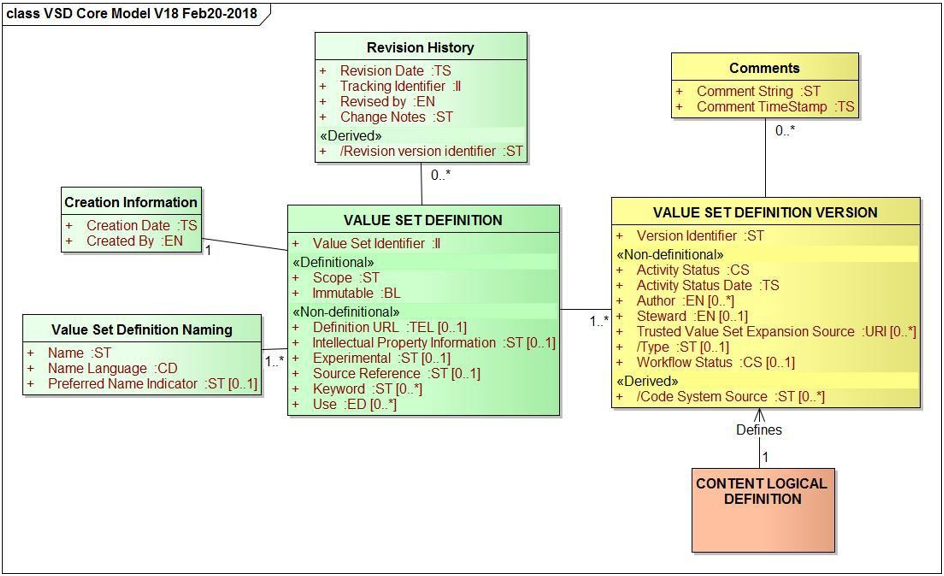 class VSD Core Model V18 Feb20-2018
Revision History
+ Revision Date :TS
+ Tracking Identifier :II
+ Revised by :EN
+ Change Notes :ST
«Derived»
+ /Revision version identifier :ST
0..*
Comments
+ Comment String :ST
+ Comment TimeStamp :TS
0..*
Creation Information
+ Creation Date :TS
+ Created By :EN
1
VALUE SET DEFINITION
+ Value Set Identifier :II
«Definitional»
+ Scope :ST
+ Immutable :BL
«Non-definitional»
+ Definition URL :TEL [0..1]
+ Intellectual Property Information :ST [0..1]
+ Experimental :ST [0..1]
+ Source Reference :ST [0..1]
+ Keyword :ST [0..*]
+ Use :ED [0..*]
1..*
VALUE SET DEFINITION VERSION
+ Version Identifier :ST
«Non-definitional»
+ Activity Status :CS
+ Activity Status Date :TS
+ Author :EN [0..*]
+ Steward :EN [0..1]
+ Trusted Value Set Expansion Source :URI [0..*]
+ /Type :ST [0..1]
+ Workflow Status :CS [0..1]
«Derived»
+ /Code System Source :ST [0..*]
Value Set Definition Naming
+ Name :ST
+ Name Language :CD
+ Preferred Name Indicator :ST [0..1]
1..*
Defines
1
CONTENT LOGICAL
DEFINITION